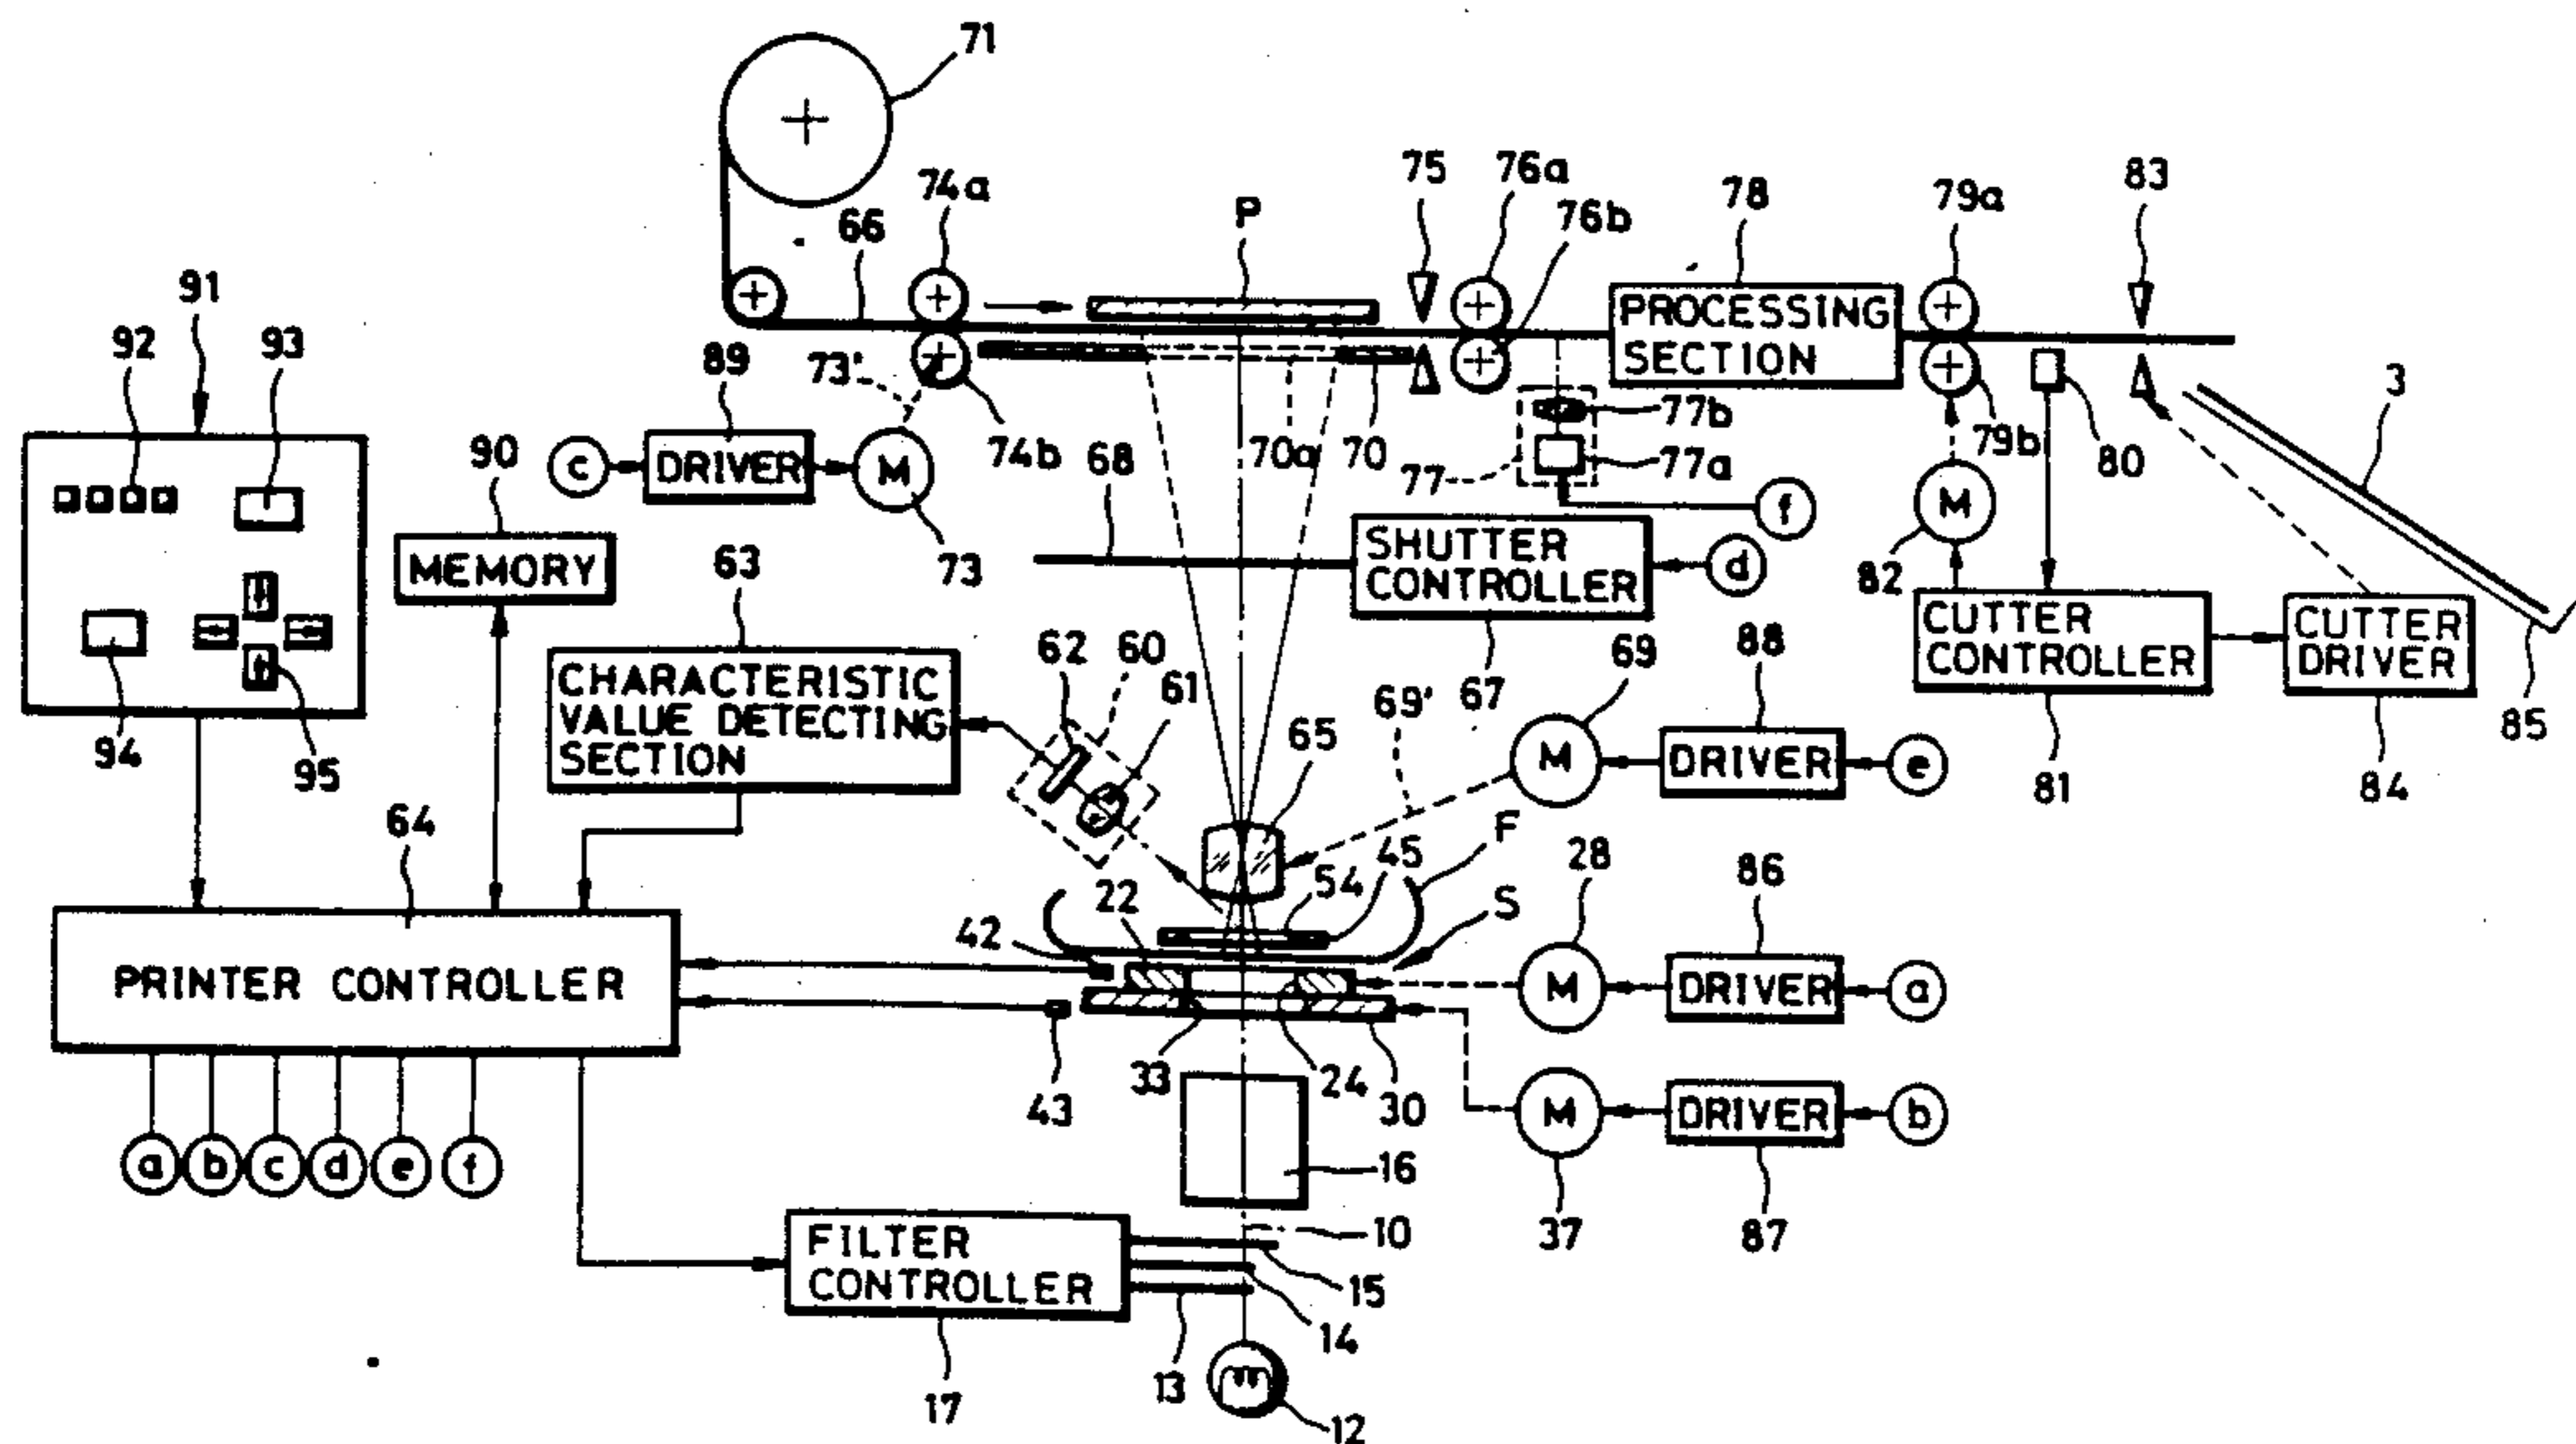 71
74a
75
76a
78
79a
83
P
76b
66
91
92
93
89
73'
PROCESSING
SECTION
3
90
c
DRIVER
M
74b
68
70a
70
77
77b
77a
79b
80
f
M
82
MEMORY
63
73
SHUTTER
CONTROLLER
d
CUTTER
CONTROLLER
CUTTER
DRIVER
85
94
95
CHARACTERISTIC
VALUE DETECTING
SECTION
62
60
61
67
69
88
69'
65
M
DRIVER
e
81
84
64
F
45
54
28
86
22
S
42
PRINTER CONTROLLER
M
DRIVER
a
33
24
30
43
M
DRIVER
b
a
b
c
d
e
f
16
37
87
10
FILTER
CONTROLLER
15
14
13
17
12